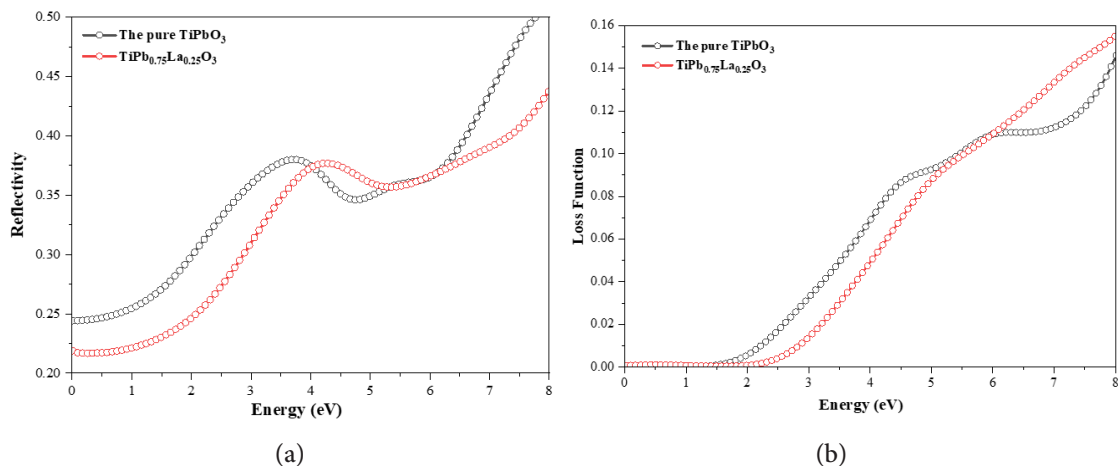 The pure TiPbO₃
TiPb₀.₇₅La₀.₂₅O₃
Reflectivity
0.50
0.45
0.40
0.35
0.30
0.25
0.20
0 1 2 3 4 5 6 7 8
Energy (eV)
(a)
The pure TiPbO₃
TiPb₀.₇₅La₀.₂₅O₃
Loss Function
0.16
0.14
0.12
0.10
0.08
0.06
0.04
0.02
0.00
0 1 2 3 4 5 6 7 8
Energy (eV)
(b)